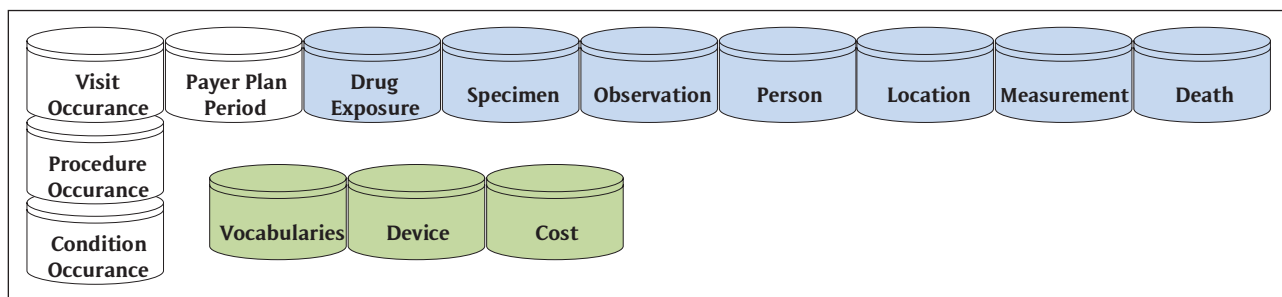 Visit
Occurance
Payer Plan
Period
Drug
Exposure
Specimen
Observation
Person
Location
Measurement
Death
Procedure
Occurance
Vocabularies
Device
Cost
Condition
Occurance